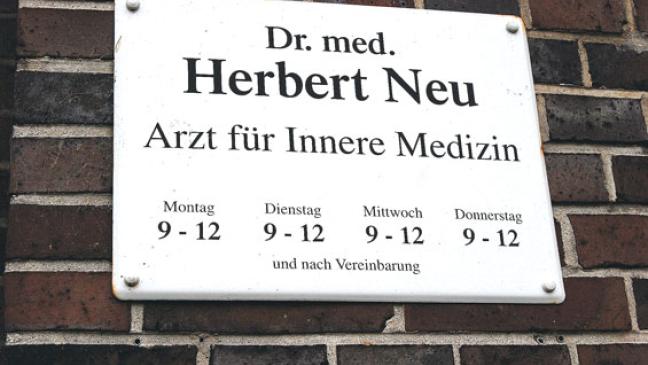 Dr. med.
Herbert Neu
Arzt für Innere Medizin
Montag Dienstag Mittwoch Donnerstag
9 - 12 9 - 12 9 - 12 9 - 12
und nach Vereinbarung